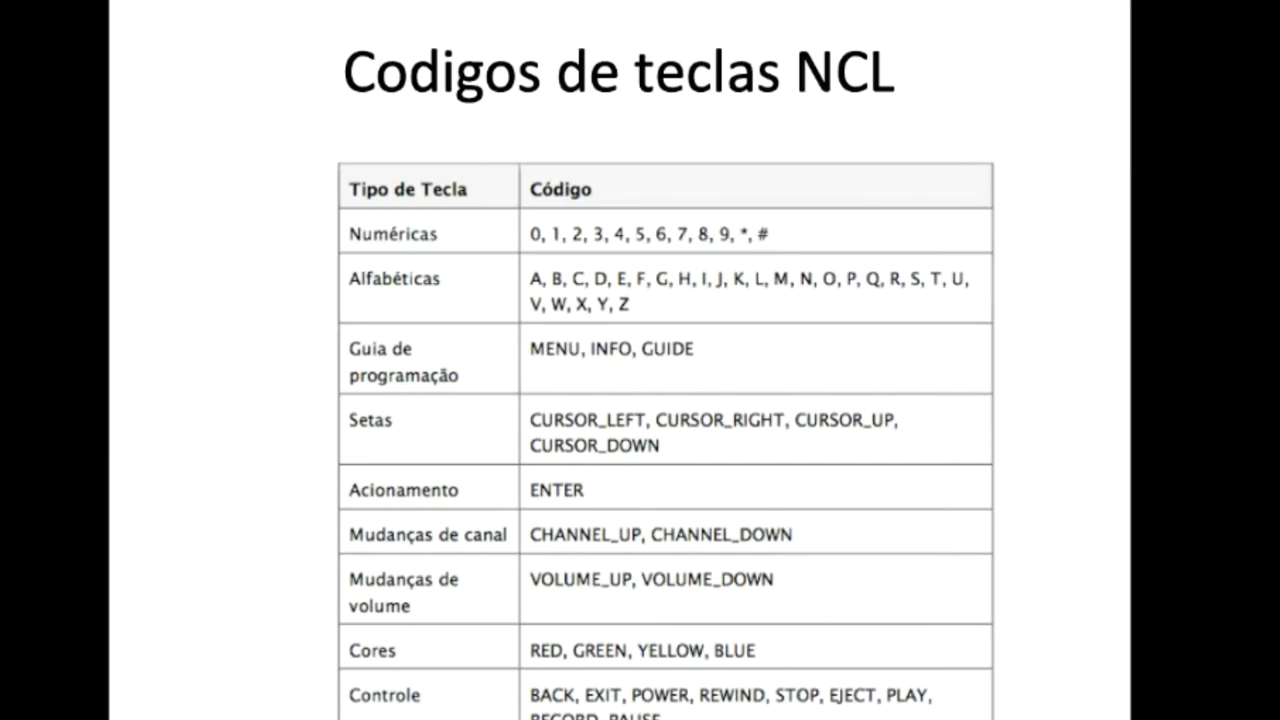 Codigos de teclas NCL
Tipo de Tecla Código
Numéricas 0, 1, 2, 3, 4, 5, 6, 7, 8, 9, *, #
Alfabéticas A, B, C, D, E, F, G, H, I, J, K, L, M, N, O, P, Q, R, S, T, U,
V, W, X, Y, Z
Guia de MENU, INFO, GUIDE
programação
Setas CURSOR_LEFT, CURSOR_RIGHT, CURSOR_UP,
CURSOR_DOWN
Acionamento ENTER
Mudanças de canal CHANNEL_UP, CHANNEL_DOWN
Mudanças de VOLUME_UP, VOLUME_DOWN
volume
Cores RED, GREEN, YELLOW, BLUE
Controle BACK, EXIT, POWER, REWIND, STOP, EJECT, PLAY,
RECORD, PAUSE